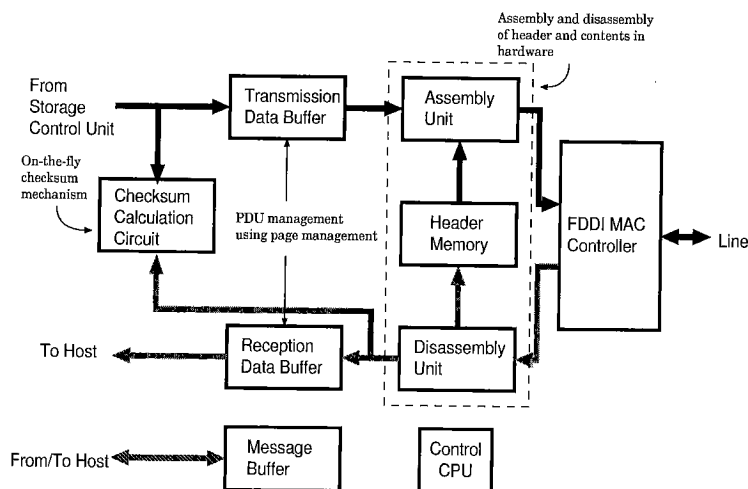 Assembly and disassembly
of header and contents in
hardware
From
Storage
Control Unit
Transmission
Data Buffer
Assembly
Unit
On-the-fly
checksum
mechanism
Checksum
Calculation
Circuit
PDU management
using page management
Header
Memory
FDDI MAC
Controller
Line
To Host
Reception
Data Buffer
Disassembly
Unit
From/To Host
Message
Buffer
Control
CPU